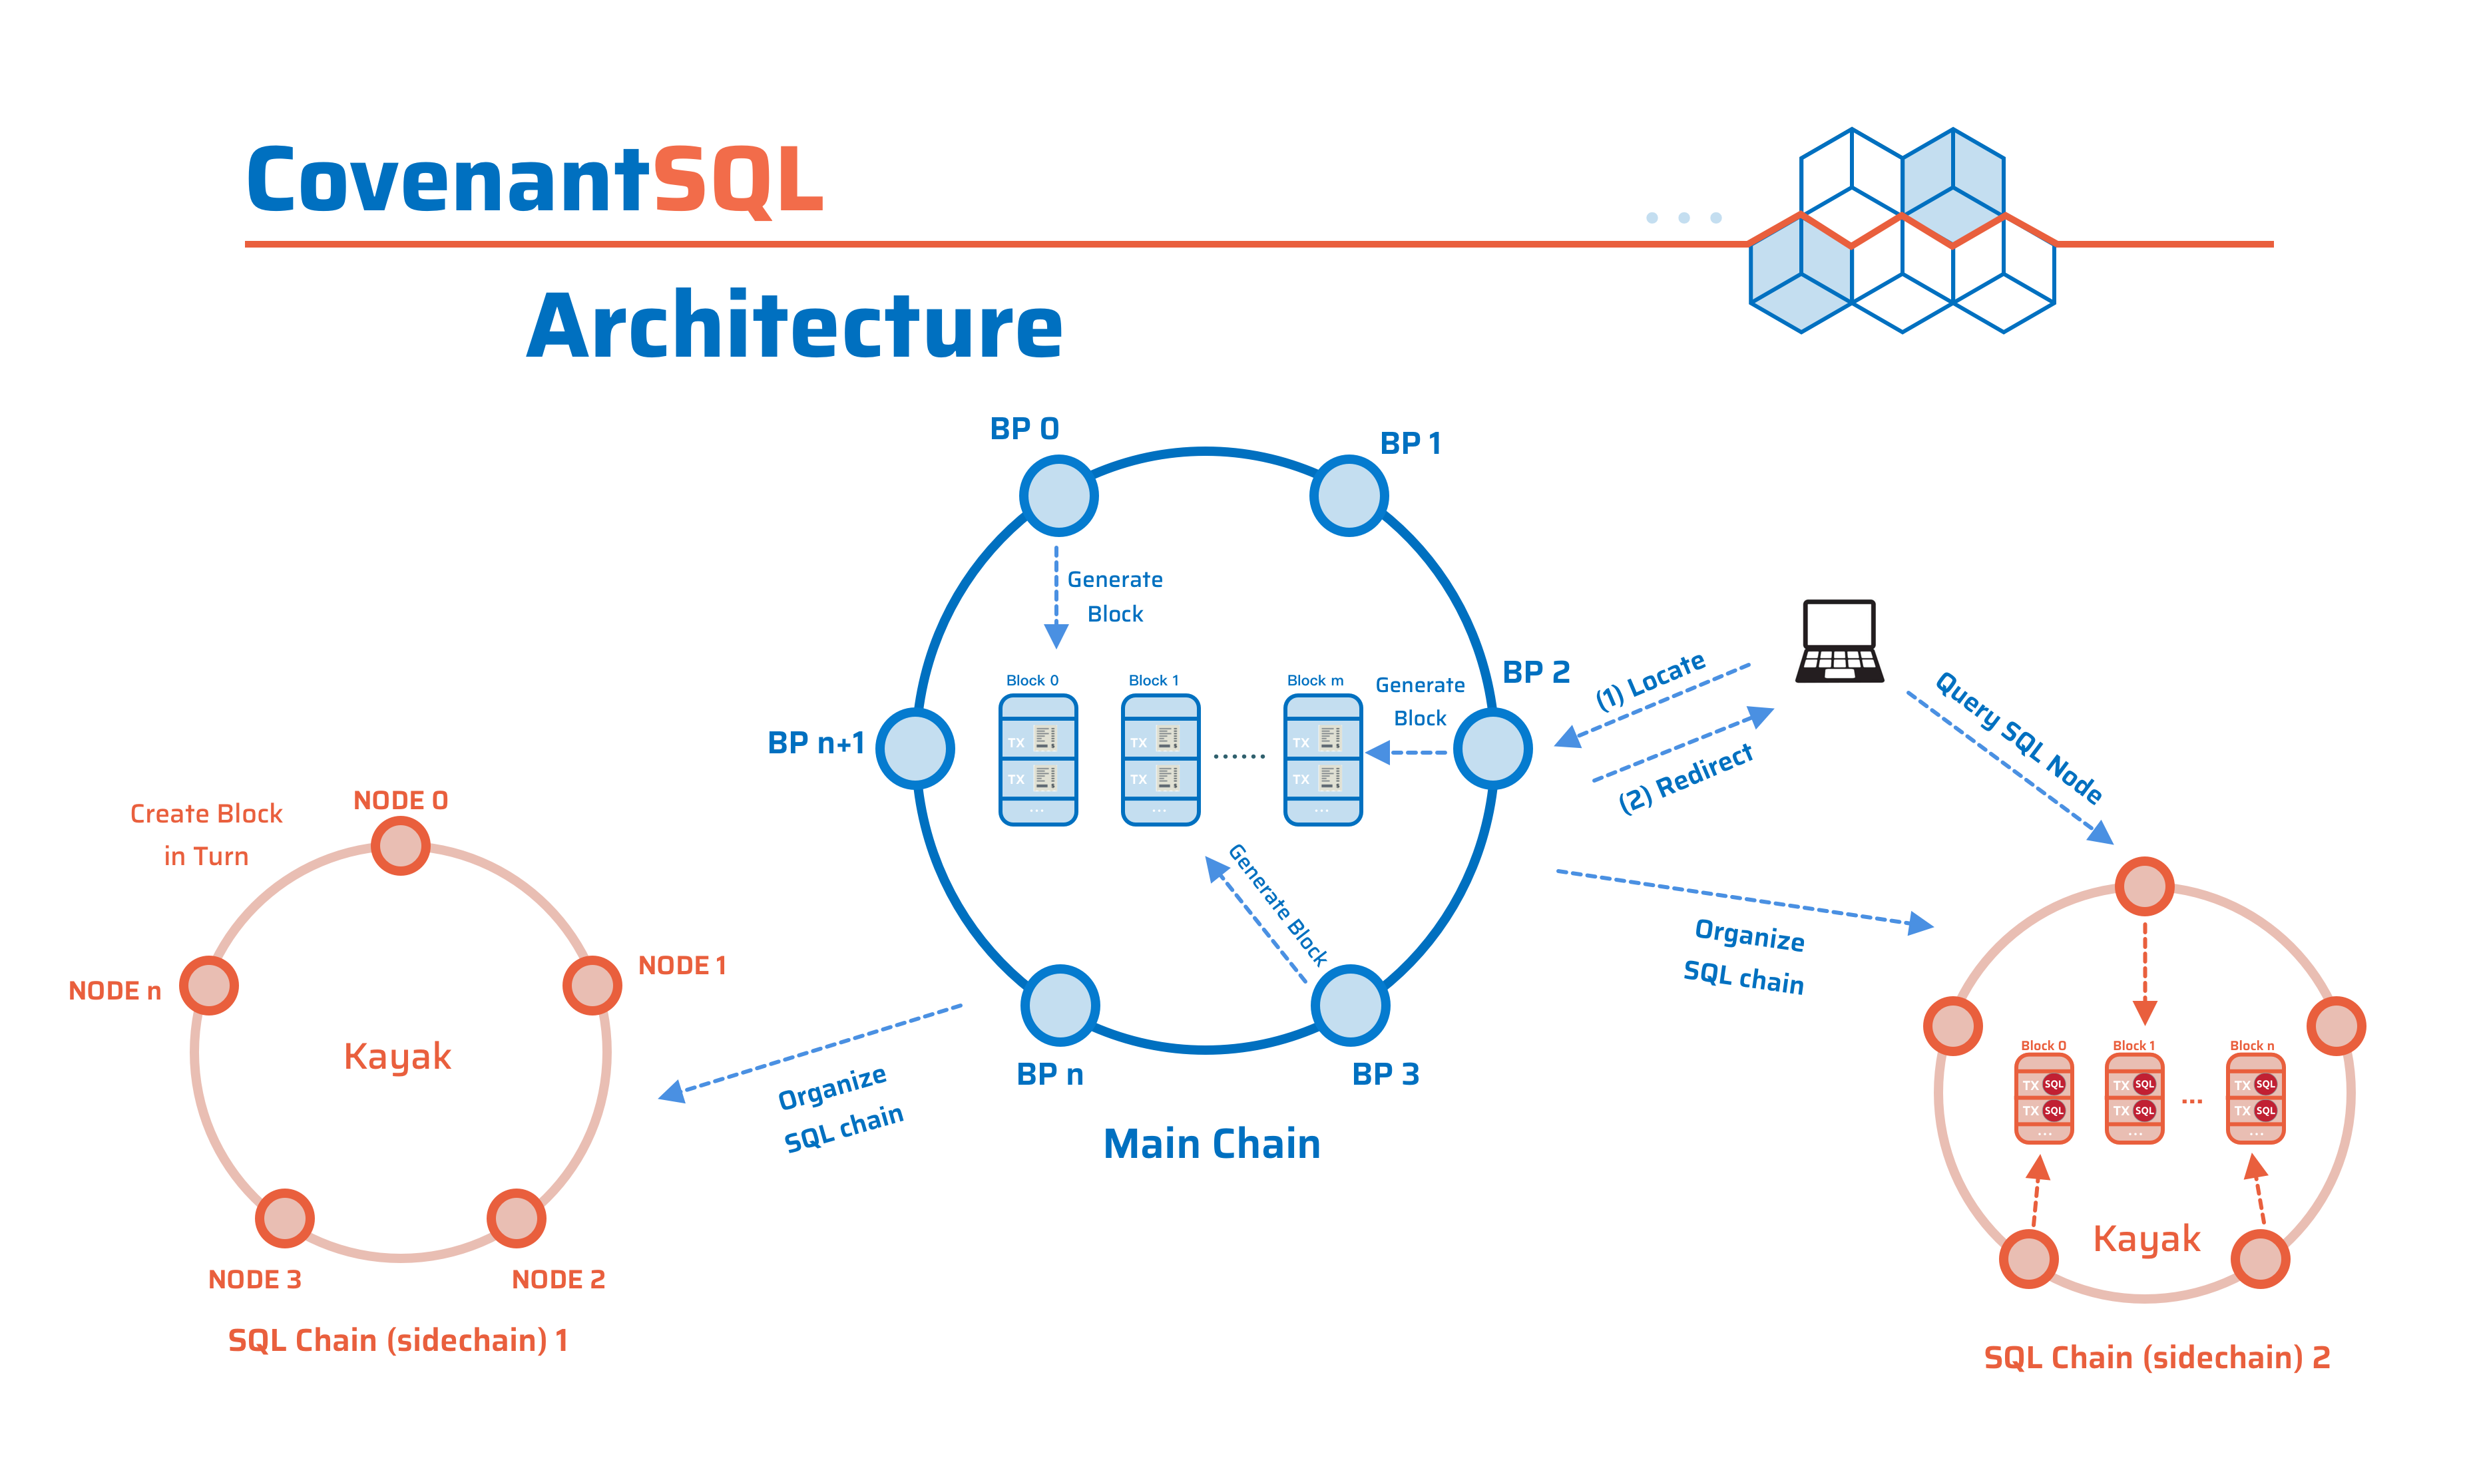 CovenantSQL
Architecture
BP 0
BP 1
Generate
Block
BP 2
BP n+1
Block 0
Block 1
Block m
Generate
Block
TX
TX
...
TX
TX
...
......
TX
TX
...
Generate Block
BP n
BP 3
Main Chain
(1) Locate
(2) Redirect
Query SQL Node
Organize
SQL chain
Organize
SQL chain
Create Block
in Turn
NODE 0
NODE 1
NODE n
Kayak
NODE 3
NODE 2
SQL Chain (sidechain) 1
Block 0
Block 1
Block n
TX SQL
TX SQL
...
TX SQL
TX SQL
...
...
TX SQL
TX SQL
...
Kayak
SQL Chain (sidechain) 2